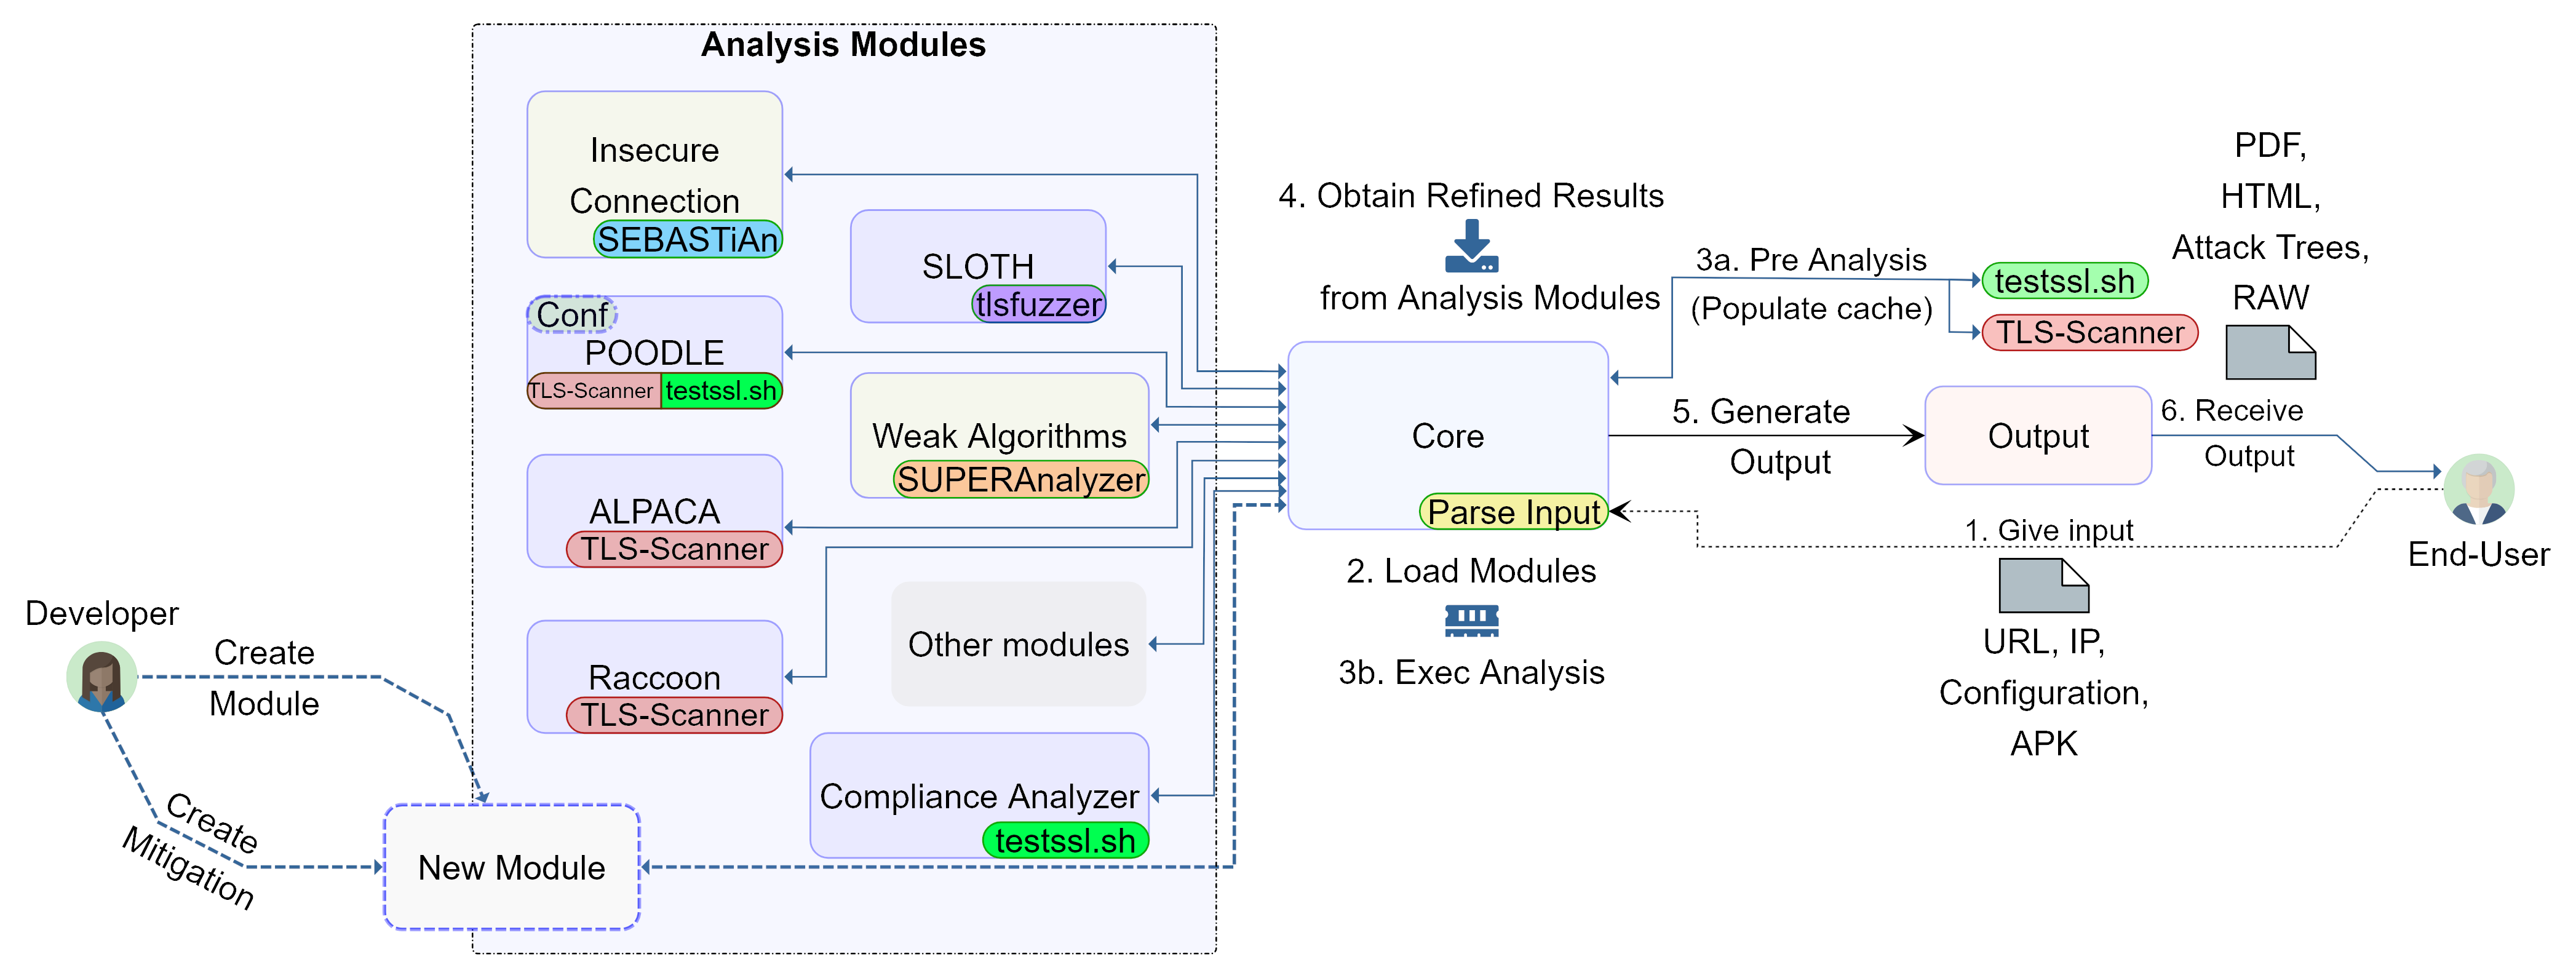 Analysis Modules
Insecure
Connection
SEBASTiAn
SLOTH
tlsfuzzer
Conf
POODLE
TLS-Scanner
testssl.sh
Weak Algorithms
SUPERAnalyzer
ALPACA
TLS-Scanner
Other modules
Raccoon
TLS-Scanner
Compliance Analyzer
testssl.sh
New Module
Developer
Create
Module
Create
Mitigation
4. Obtain Refined Results
from Analysis Modules
Core
Parse Input
2. Load Modules
3b. Exec Analysis
3a. Pre Analysis
(Populate cache)
testssl.sh
TLS-Scanner
PDF,
HTML,
Attack Trees,
RAW
5. Generate
Output
Output
6. Receive
Output
1. Give input
URL, IP,
Configuration,
APK
End-User